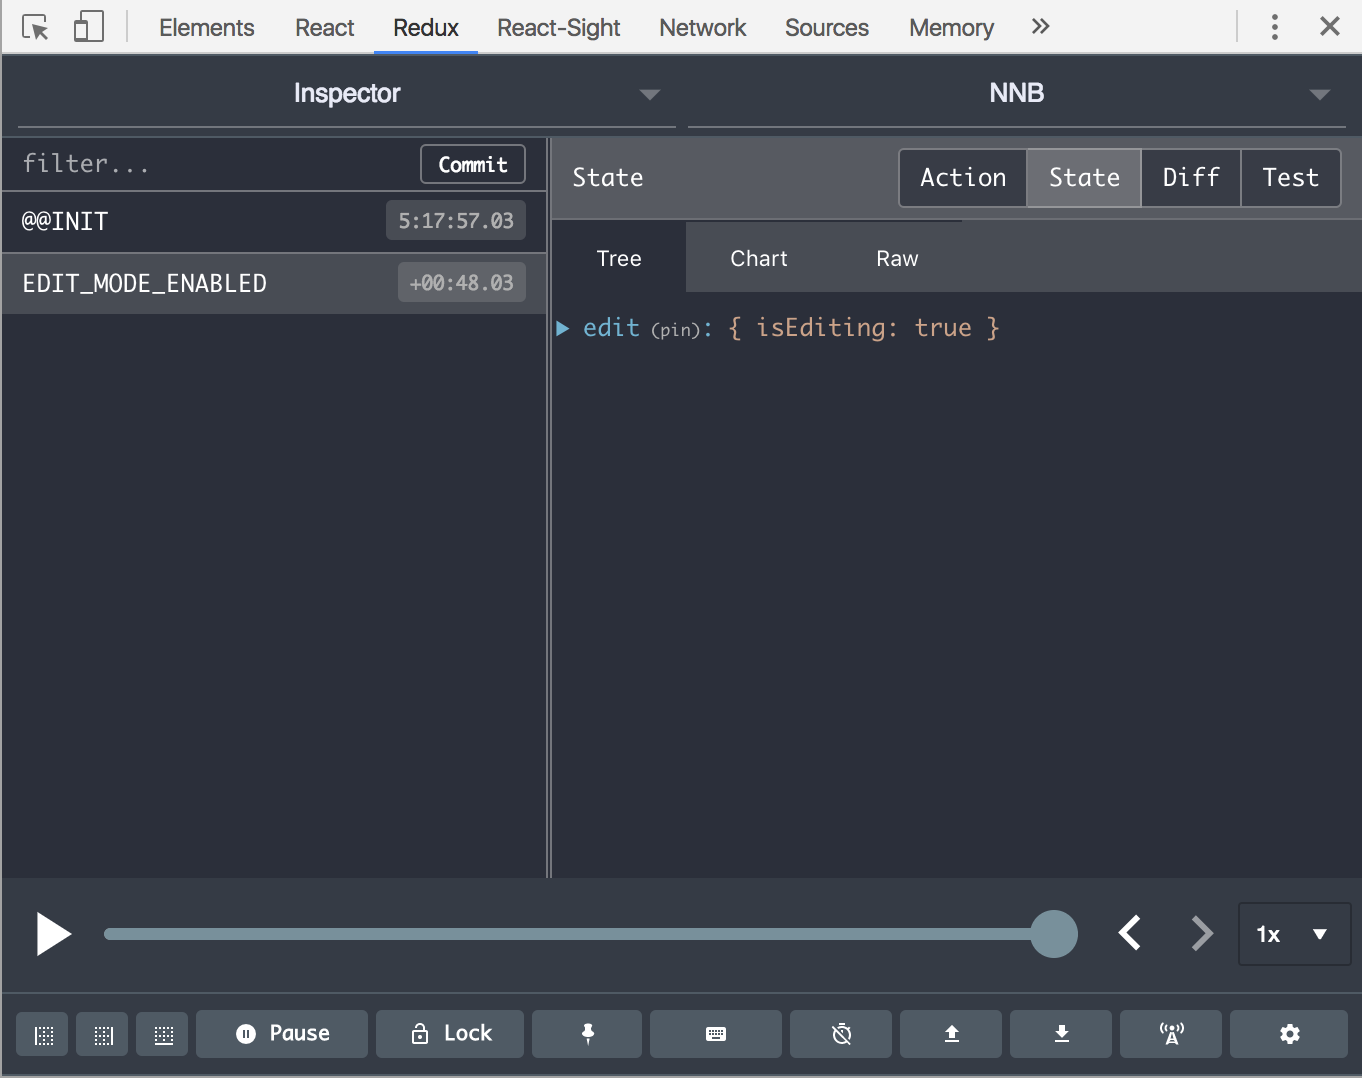 Elements React Redux React-Sight Network Sources Memory »
Inspector NNB
filter... Commit
State Action State Diff Test
@@INIT 5:17:57.03
Tree Chart Raw
EDIT_MODE_ENABLED +00:48.03
edit (pin): { isEditing: true }
1x
Pause Lock